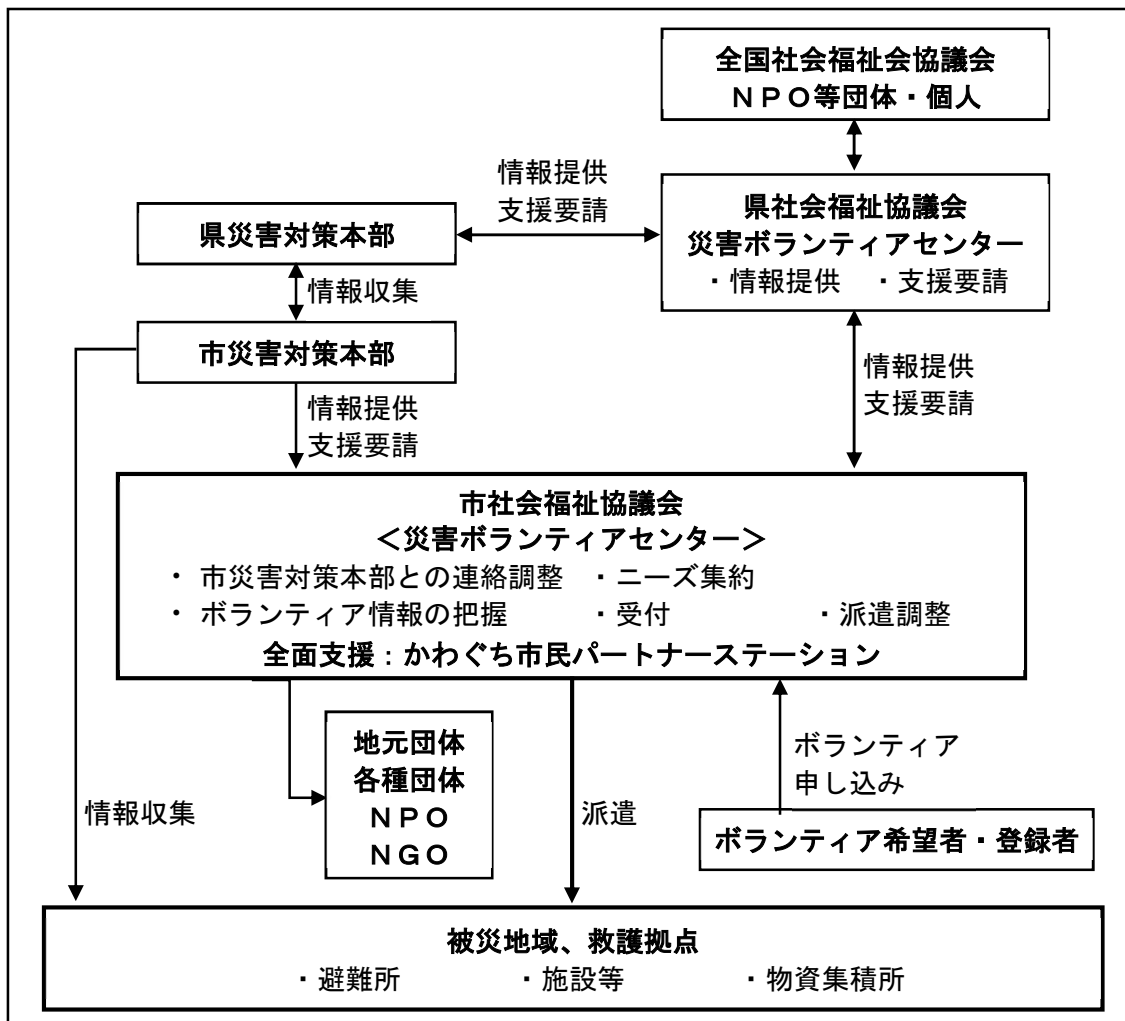 全国社会福祉会協議会
ＮＰＯ等団体・個人
情報提供
支援要請
県災害対策本部
県社会福祉協議会
災害ボランティアセンター
・情報提供　・支援要請
情報収集
市災害対策本部
情報提供
支援要請
情報提供
支援要請
市社会福祉協議会
＜災害ボランティアセンター＞
・ 市災害対策本部との連絡調整　・ニーズ集約
・ ボランティア情報の把握　・受付　・派遣調整
全面支援：かわぐち市民パートナーステーション
地元団体
各種団体
ＮＰＯ
ＮＧＯ
情報収集
派遣
ボランティア
申し込み
ボランティア希望者・登録者
被災地域、救護拠点
・避難所　・施設等　・物資集積所